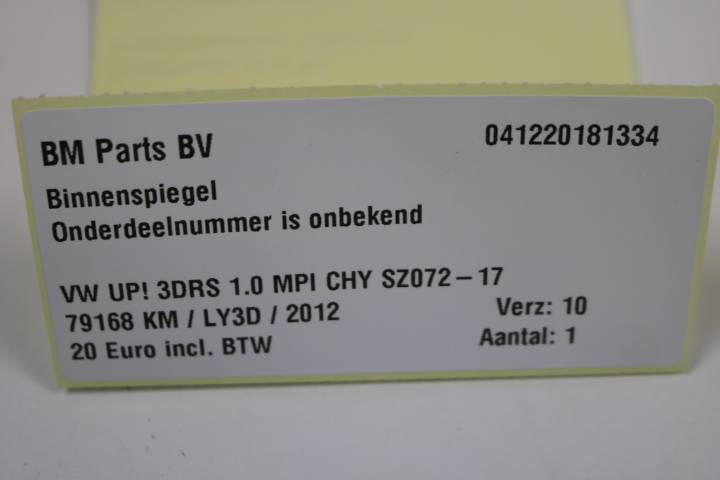 BM Parts BV 041220181334
Binnenspiegel
Onderdeelnummer is onbekend
VW UP! 3DRS 1.0 MPI CHY SZ072-17
79168 KM / LY3D / 2012 Verz: 10
20 Euro incl. BTW Aantal: 1